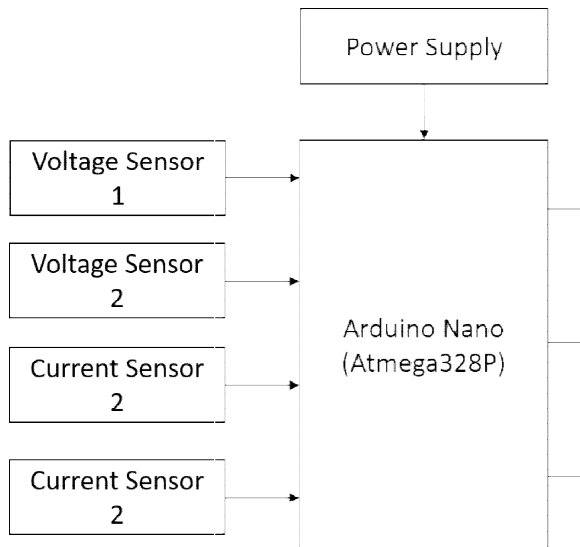 Power Supply
Voltage Sensor
1
Voltage Sensor
2
Current Sensor
2
Current Sensor
2
Arduino Nano
(Atmega328P)